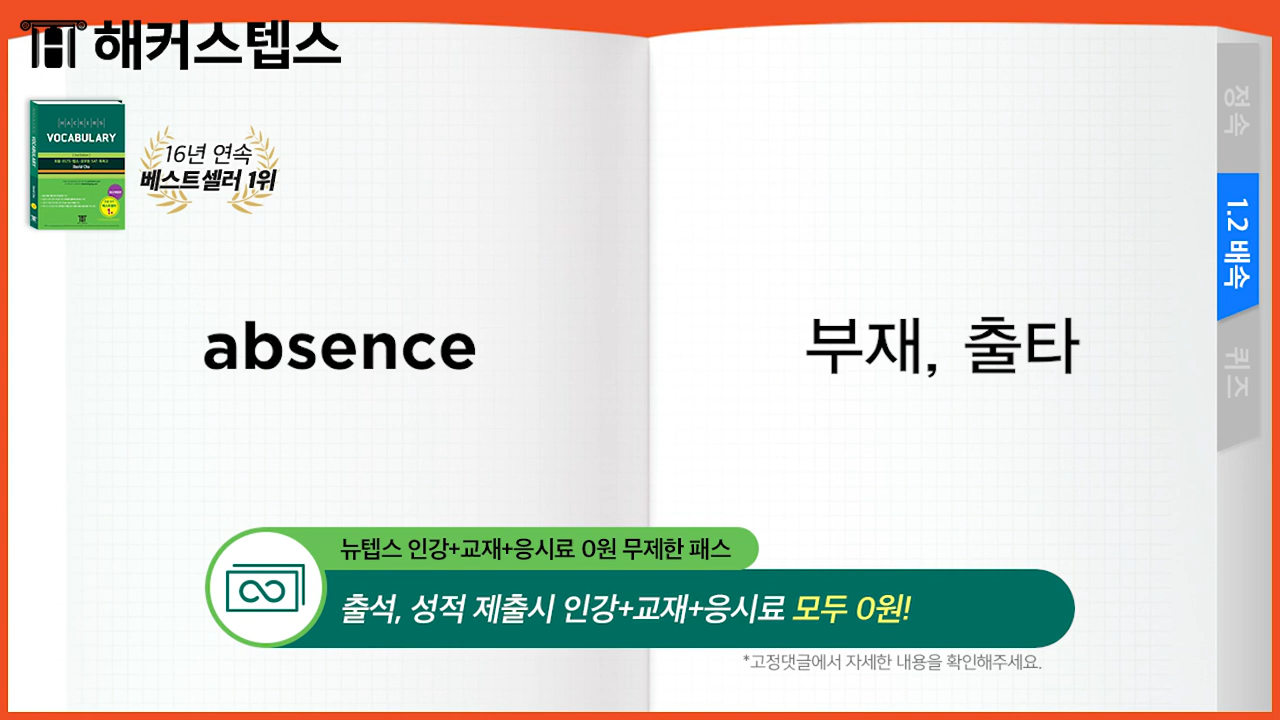 해커스텝스
HACKERS
VOCABULARY
16년 연속
베스트셀러 1위
absence
부재, 출타
정속
1.2 배속
퀴즈
뉴텝스 인강+교재+응시료 0원 무제한 패스
출석, 성적 제출시 인강+교재+응시료 모두 0원!
*고정댓글에서 자세한 내용을 확인해주세요.